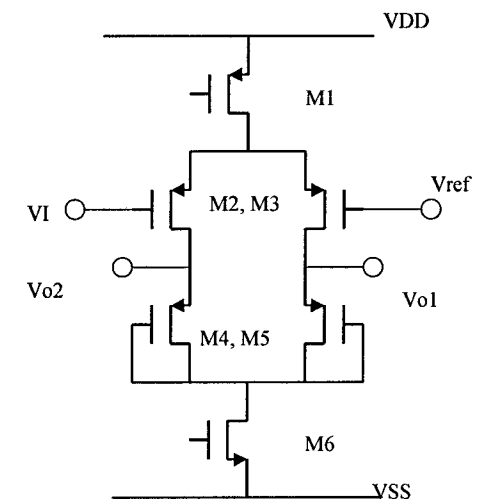 VDD
M1
VI
M2, M3
Vref
Vo2
Vo1
M4, M5
M6
VSS